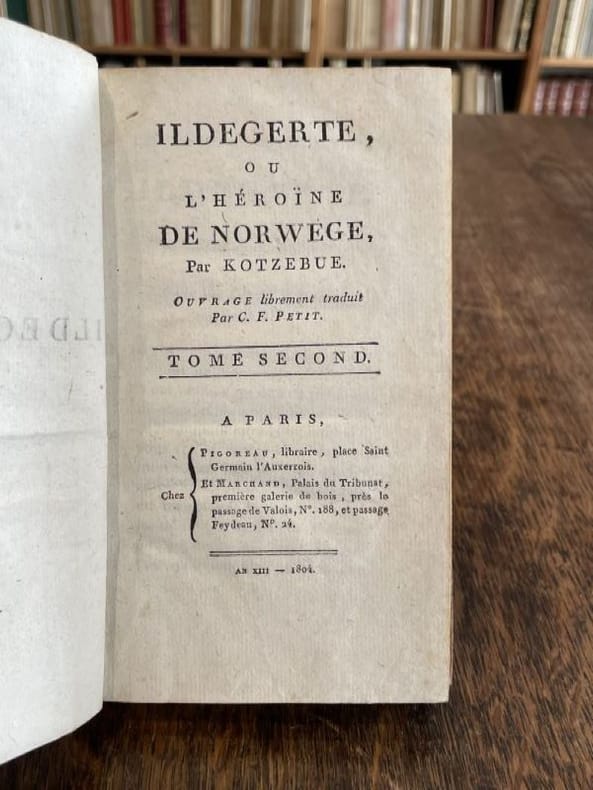 ILDEGERTE,
OU
L'HÉROÏNE
DE NORWÉGE,
Par KOTZEBUE.
OUVRAGE librement traduit
Par C. F. PETIT.
TOME SECOND.
A PARIS,
PIGOREAU, libraire, place Saint
Germain l'Auxerrois.
Chez
Et MARCHAND, Palais du Tribunat,
première galerie de bois, près le
passage de Valois, N°. 188, et passage
Feydeau, N°. 24.
AN XIII — 1804.